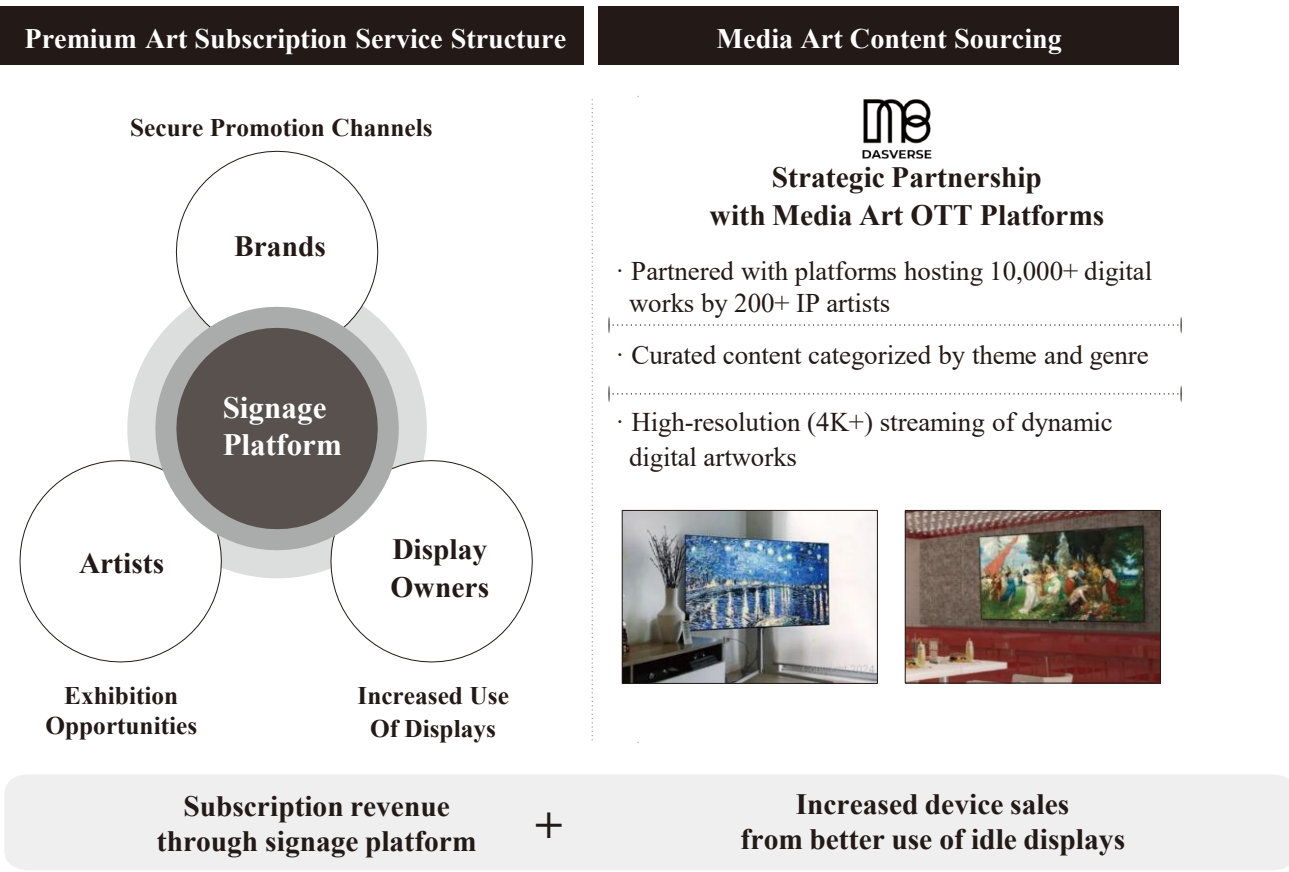 Premium Art Subscription Service Structure
Secure Promotion Channels
Brands
Signage
Platform
Artists
Display
Owners
Exhibition
Opportunities
Increased Use
Of Displays
Media Art Content Sourcing
DASVERSE
Strategic Partnership
with Media Art OTT Platforms
· Partnered with platforms hosting 10,000+ digital
works by 200+ IP artists
· Curated content categorized by theme and genre
· High-resolution (4K+) streaming of dynamic
digital artworks
Subscription revenue
through signage platform
+
Increased device sales
from better use of idle displays